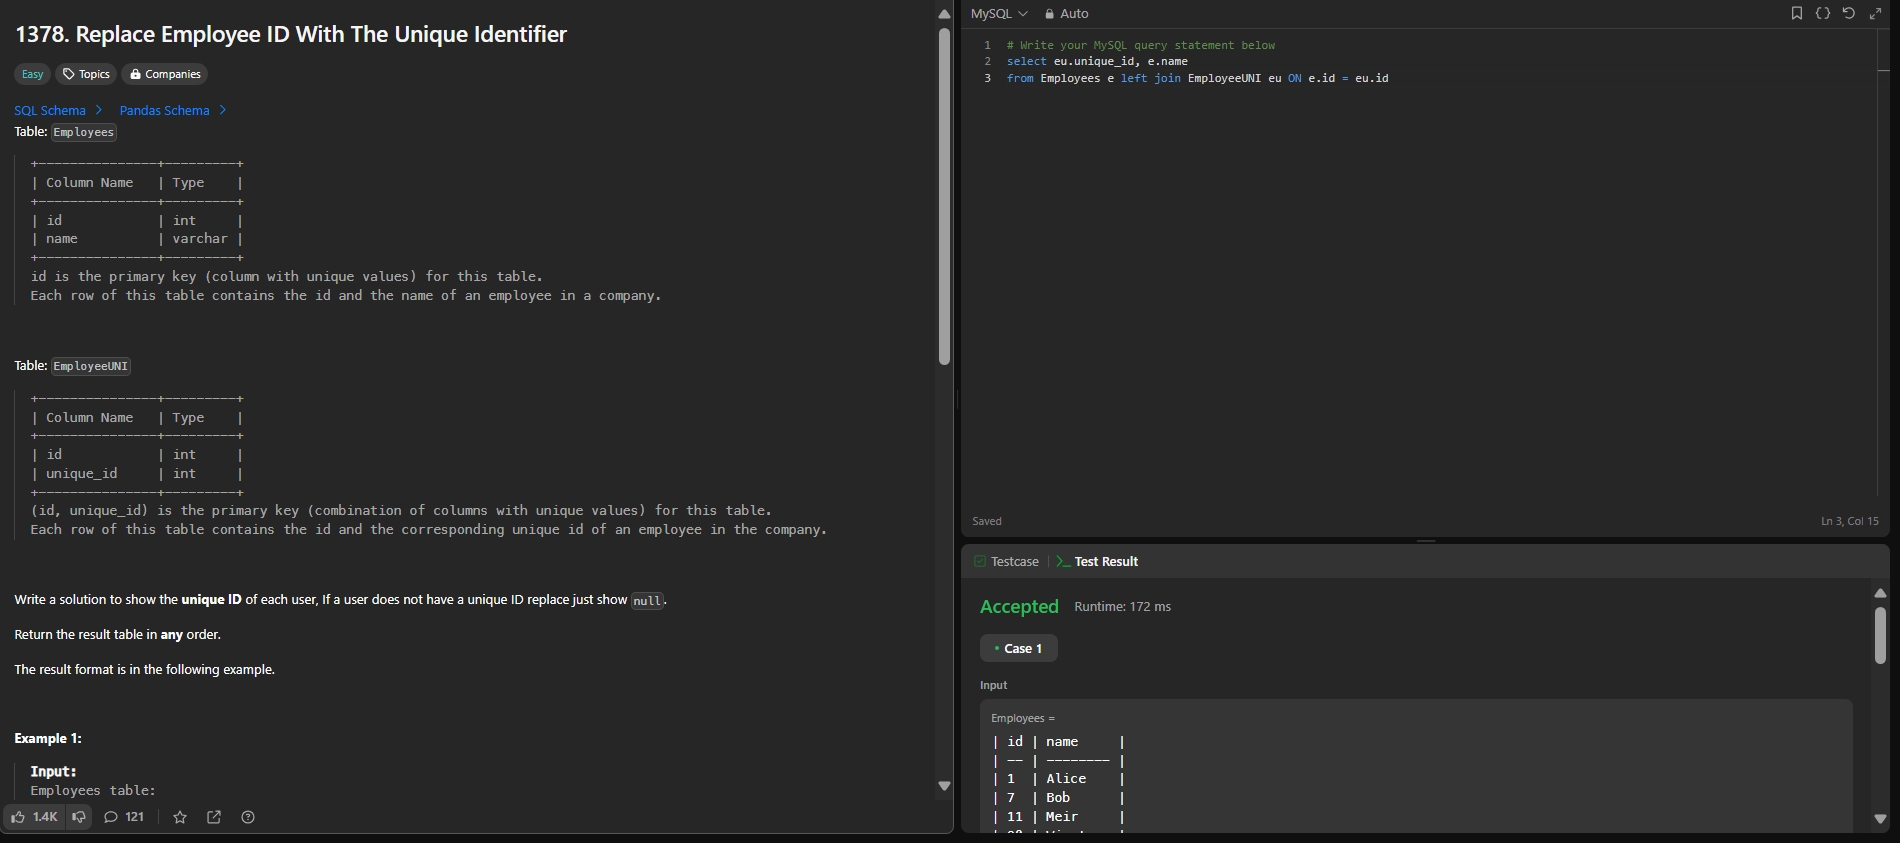 1378. Replace Employee ID With The Unique Identifier
Easy Topics Companies
SQL Schema > Pandas Schema >
Table: Employees
+---------------+---------+
| Column Name   | Type    |
+---------------+---------+
| id            | int     |
| name          | varchar |
+---------------+---------+
id is the primary key (column with unique values) for this table.
Each row of this table contains the id and the name of an employee in a company.
Table: EmployeeUNI
+---------------+---------+
| Column Name   | Type    |
+---------------+---------+
| id            | int     |
| unique_id     | int     |
+---------------+---------+
(id, unique_id) is the primary key (combination of columns with unique values) for this table.
Each row of this table contains the id and the corresponding unique id of an employee in the company.
Write a solution to show the unique ID of each user, If a user does not have a unique ID replace just show null.
Return the result table in any order.
The result format is in the following example.
Example 1:
Input:
Employees table:
1.4K 121
MySQL Auto
1 # Write your MySQL query statement below
2 select eu.unique_id, e.name
3 from Employees e left join EmployeeUNI eu ON e.id = eu.id
Saved Ln 3, Col 15
Testcase | >_ Test Result
Accepted Runtime: 172 ms
• Case 1
Input
Employees =
| id | name     |
| -- | -------- |
| 1  | Alice    |
| 7  | Bob      |
| 11 | Meir     |